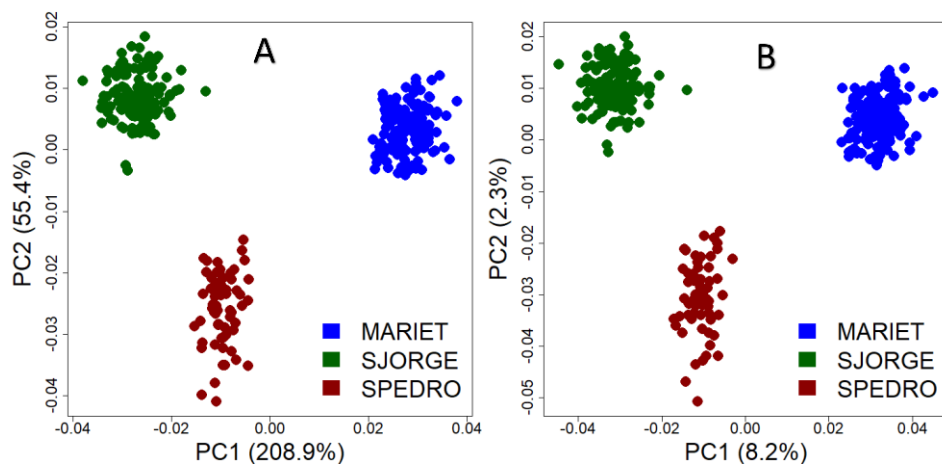 A
0.02
0.01
0.00
-0.01
-0.02
-0.03
-0.04
PC2 (55.4%)
MARIET
SJORGE
SPEDRO
-0.04
-0.02
0.00
0.02
0.04
PC1 (208.9%)
B
0.02
0.01
0.00
-0.01
-0.02
-0.03
-0.04
-0.05
PC2 (2.3%)
MARIET
SJORGE
SPEDRO
-0.04
-0.02
0.00
0.02
0.04
PC1 (8.2%)